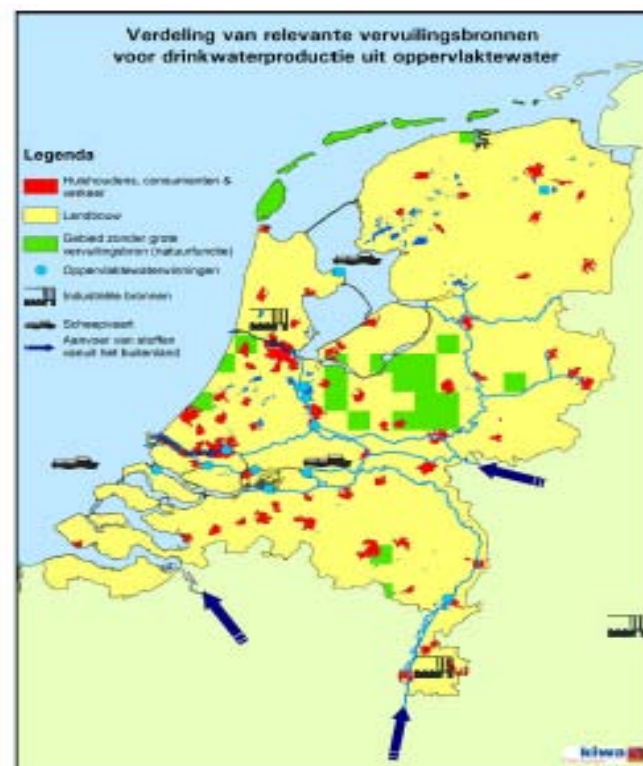 Verdeling van relevante vervuilingsbronnen
voor drinkwaterproductie uit oppervlaktewater
Legenda
Huishoudens, consumenten &
verkeer
Landbouw
Gebied zonder grote
vervuilingsbron (natuurfunctie)
Oppervlaktewaterwinningen
Industriële bronnen
Scheepvaart
Aanvoer van stoffen
vanuit het buitenland
kiwa